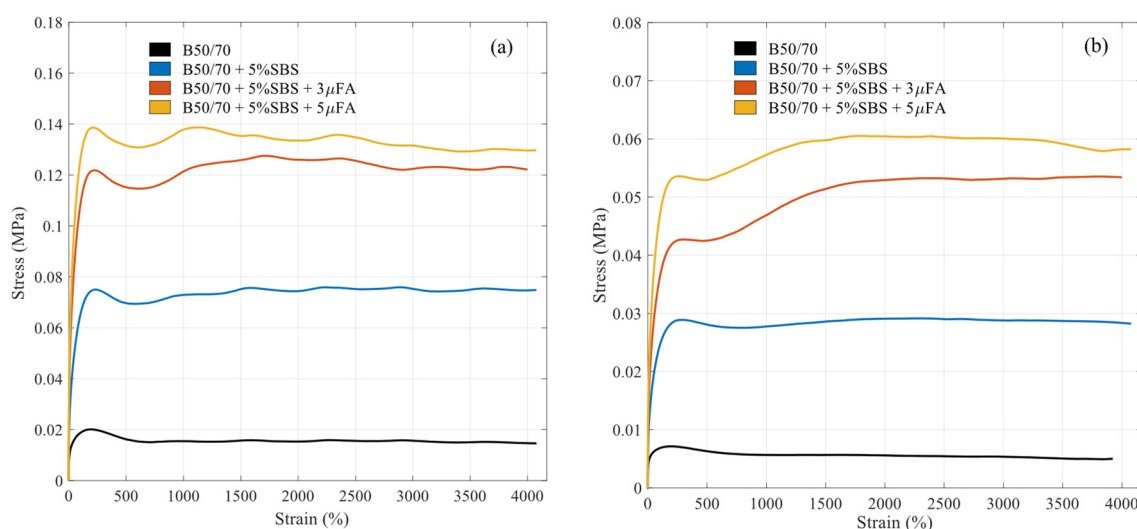 (a)
B50/70
B50/70 + 5%SBS
B50/70 + 5%SBS + 3μFA
B50/70 + 5%SBS + 5μFA
Stress (MPa)
0.18
0.16
0.14
0.12
0.1
0.08
0.06
0.04
0.02
0
0 500 1000 1500 2000 2500 3000 3500 4000
Strain (%)
(b)
B50/70
B50/70 + 5%SBS
B50/70 + 5%SBS + 3μFA
B50/70 + 5%SBS + 5μFA
Stress (MPa)
0.08
0.07
0.06
0.05
0.04
0.03
0.02
0.01
0
0 500 1000 1500 2000 2500 3000 3500 4000
Strain (%)